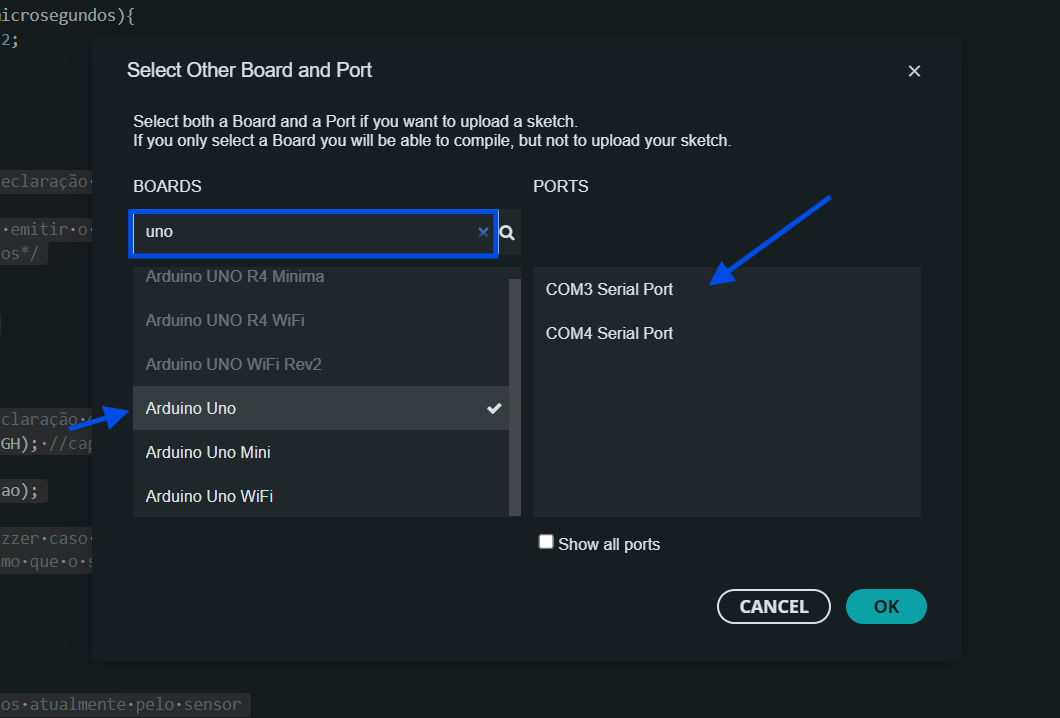 icrosegundos){
2;
Select Other Board and Port
Select both a Board and a Port if you want to upload a sketch.
If you only select a Board you will be able to compile, but not to upload your sketch.
BOARDS
PORTS
eclaração·
uno
·emitir·o·
os*/
Arduino UNO R4 Minima
COM3 Serial Port
Arduino UNO R4 WiFi
COM4 Serial Port
Arduino UNO WiFi Rev2
Arduino Uno
claração·
GH);·//cap
Arduino Uno Mini
ao);
Arduino Uno WiFi
zzer·caso·
Show all ports
mo·que·o·s
CANCEL
OK
os·atualmente·pelo·sensor